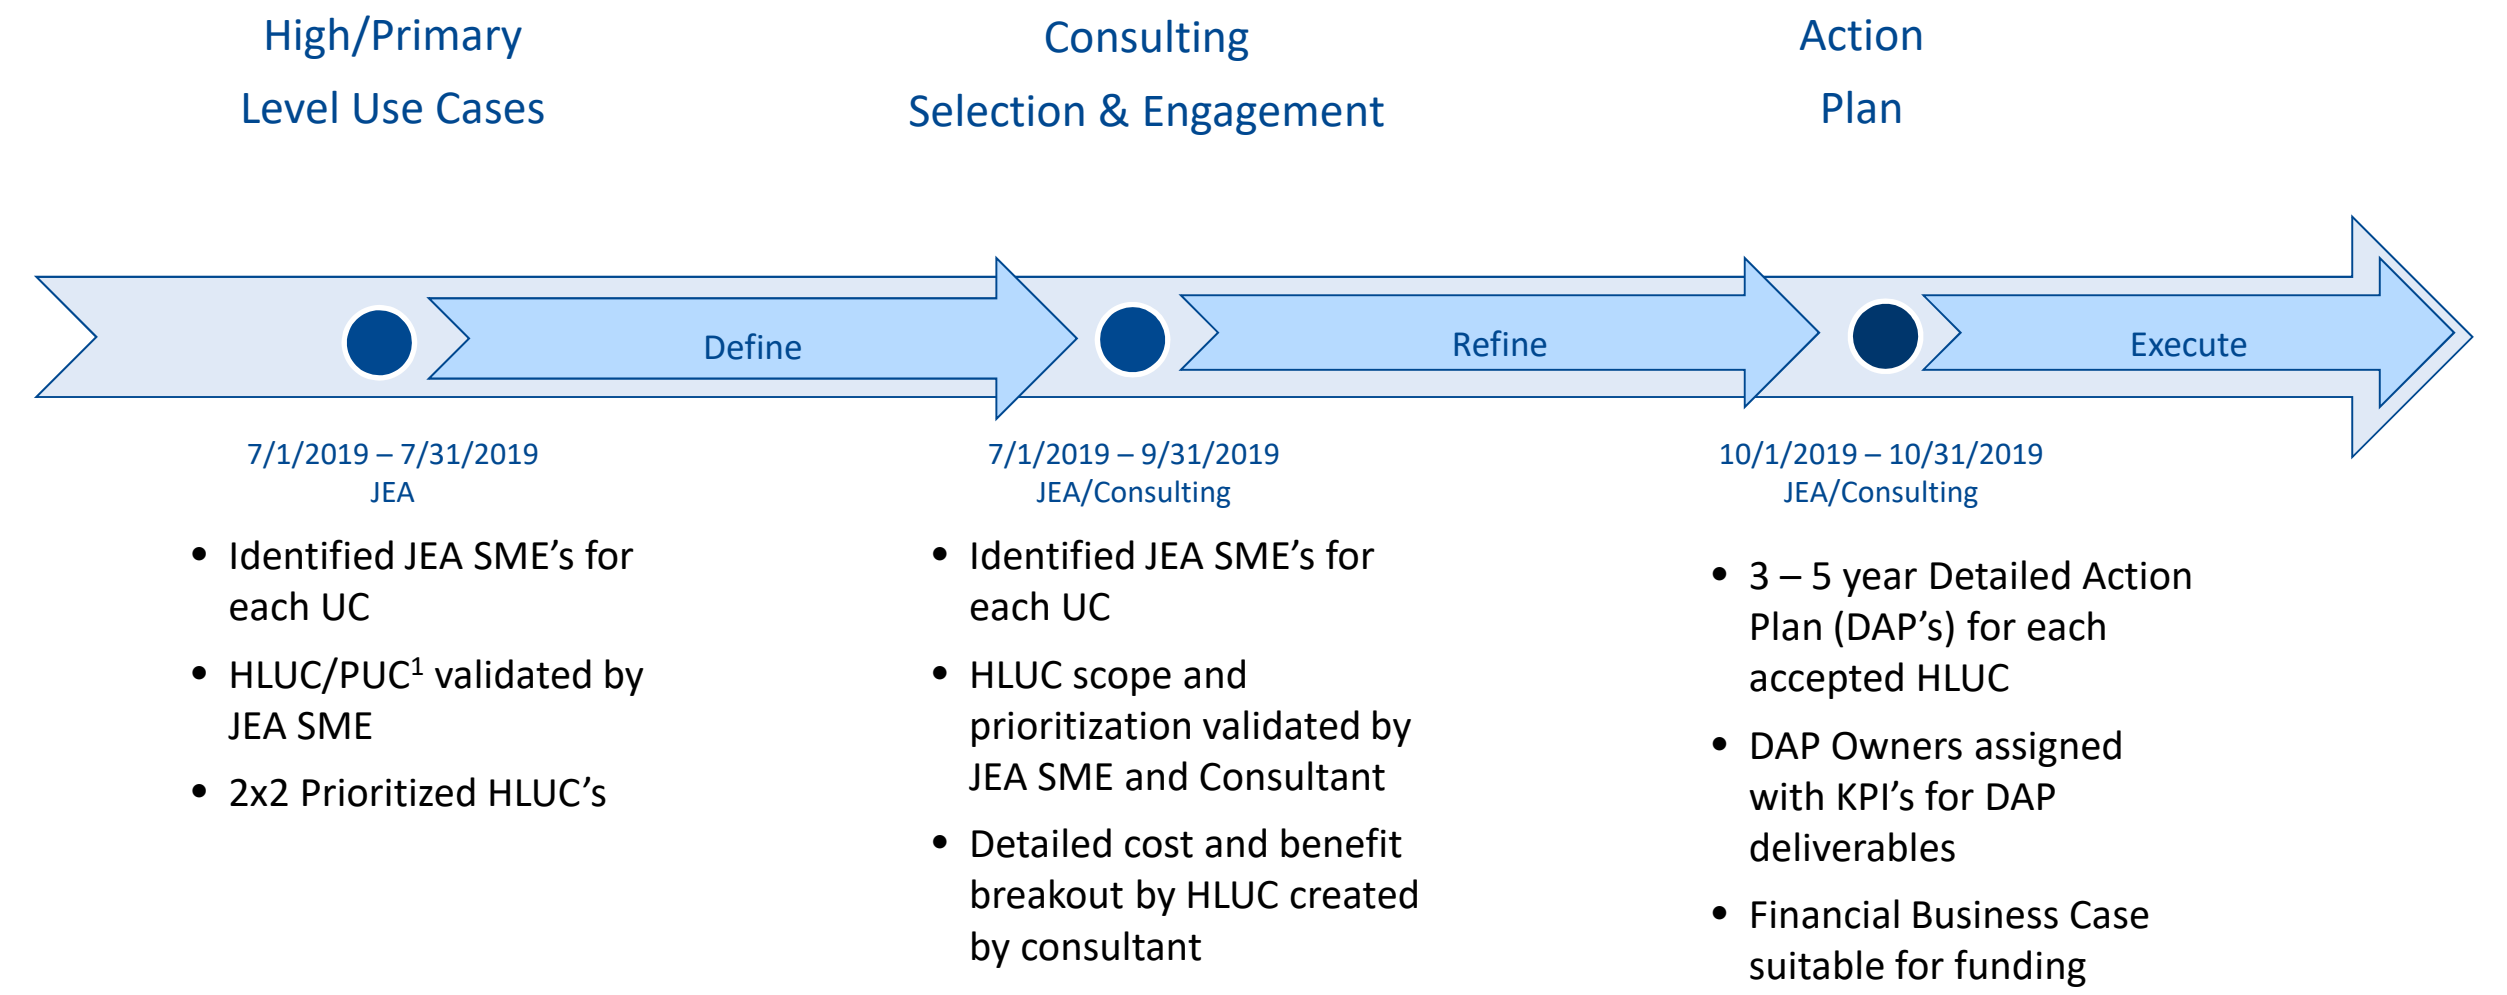 High/Primary
Level Use Cases
Consulting
Selection & Engagement
Action
Plan
Define
Refine
Execute
7/1/2019 – 7/31/2019
JEA
• Identified JEA SME’s for
each UC
• HLUC/PUC¹ validated by
JEA SME
• 2x2 Prioritized HLUC’s
7/1/2019 – 9/31/2019
JEA/Consulting
• Identified JEA SME’s for
each UC
• HLUC scope and
prioritization validated by
JEA SME and Consultant
• Detailed cost and benefit
breakout by HLUC created
by consultant
10/1/2019 – 10/31/2019
JEA/Consulting
• 3 – 5 year Detailed Action
Plan (DAP’s) for each
accepted HLUC
• DAP Owners assigned
with KPI’s for DAP
deliverables
• Financial Business Case
suitable for funding